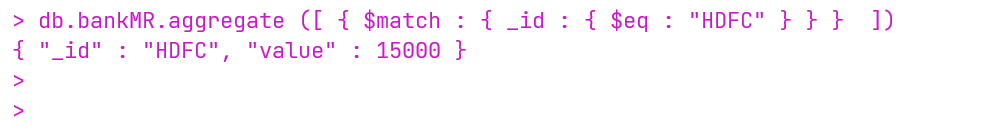 > db.bankMR.aggregate ([ { $match : { _id : { $eq : "HDFC" } } }  ])
{ "_id" : "HDFC", "value" : 15000 }
>
>